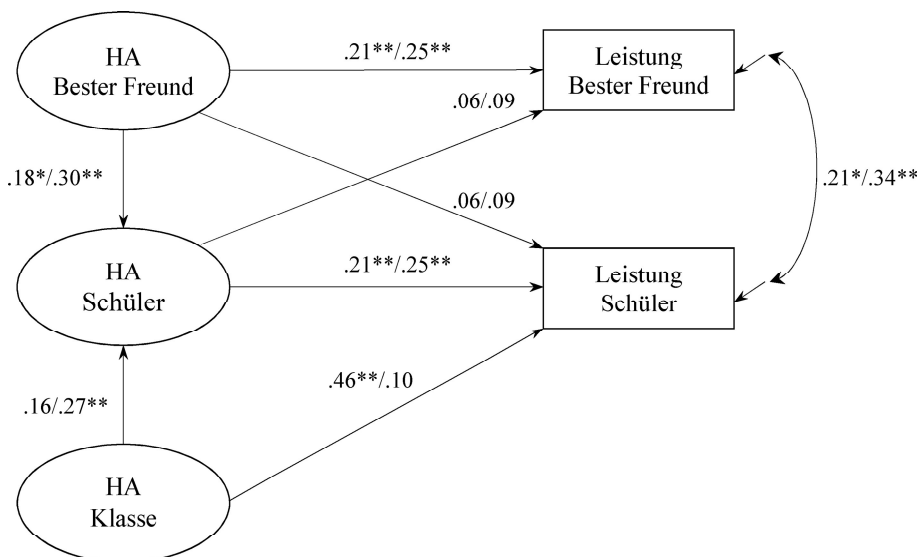 HA
Bester Freund
.21**/.25**
Leistung
Bester Freund
.06/.09
.18*/.30**
.21*/.34**
.06/.09
HA
Schüler
.21**/.25**
Leistung
Schüler
.46**/.10
.16/.27**
HA
Klasse